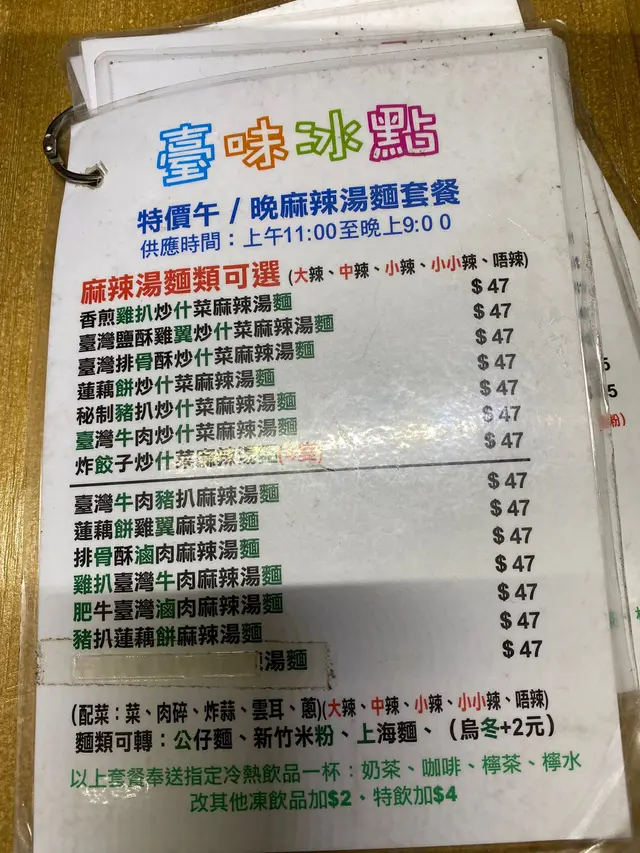 臺味冰點
特價午 / 晚麻辣湯麵套餐
供應時間：上午11:00至晚上9:00
麻辣湯麵類可選 (大辣、中辣、小辣、小小辣、唔辣)
香煎雞扒炒什菜麻辣湯麵 $47
臺灣鹽酥雞翼炒什菜麻辣湯麵 $47
臺灣排骨酥炒什菜麻辣湯麵 $47
蓮藕餅炒什菜麻辣湯麵 $47
秘制豬扒炒什菜麻辣湯麵 $47
臺灣牛肉炒什菜麻辣湯麵 $47
炸餃子炒什菜麻辣湯 $47
臺灣牛肉豬扒麻辣湯麵 $47
蓮藕餅雞翼麻辣湯麵 $47
排骨酥滷肉麻辣湯麵 $47
雞扒臺灣牛肉麻辣湯麵 $47
肥牛臺灣滷肉麻辣湯麵 $47
豬扒蓮藕餅麻辣湯麵 $47
湯麵 $47
(配菜：菜、肉碎、炸蒜、雲耳、蔥)(大辣、中辣、小辣、小小辣、唔辣)
麵類可轉：公仔麵、新竹米粉、上海麵、（烏冬+2元）
以上套餐奉送指定冷熱飲品一杯：奶茶、咖啡、檸茶、檸水
改其他凍飲品加$2、特飲加$4
5
5
粉)